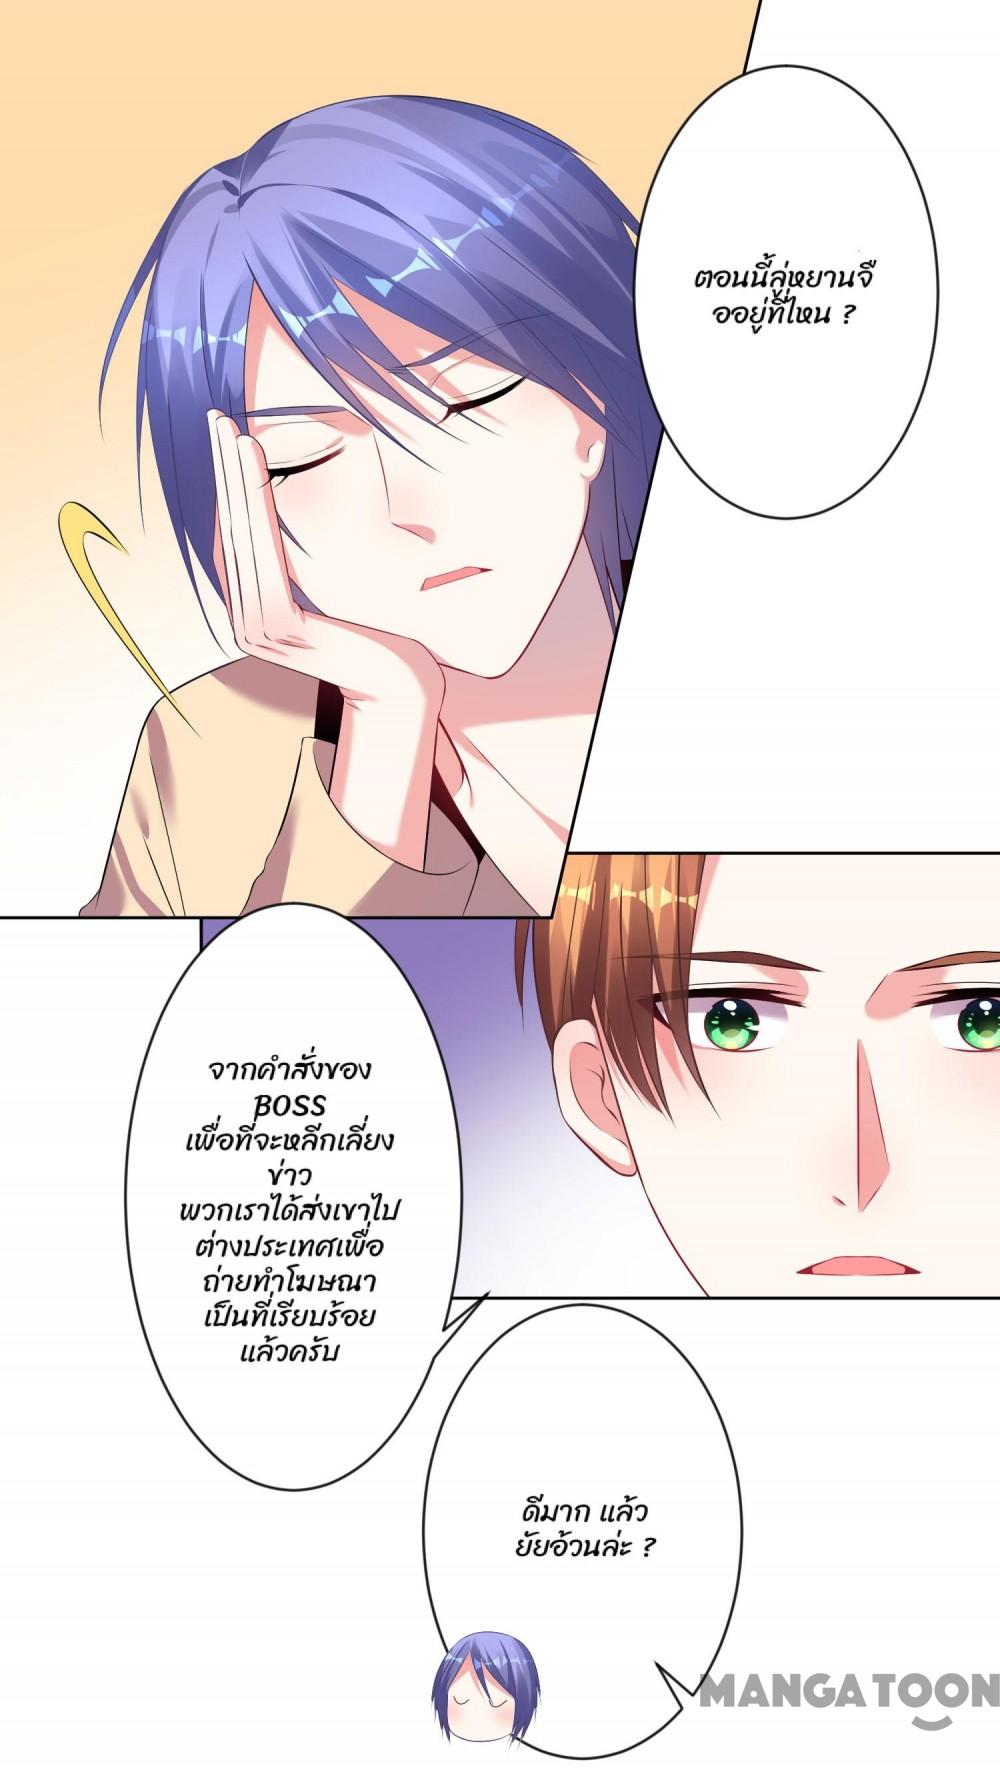 ตอนนี้ลู่หยานจื
ออยู่ที่ไหน ?
จากคำสั่งของ
BOSS
เพื่อที่จะหลีกเลี่ยง
ข่าว
พวกเราได้ส่งเขาไป
ต่างประเทศเพื่อ
ถ่ายทำโฆษณา
เป็นที่เรียบร้อย
แล้วครับ
ดีมาก แล้ว
ยัยอ้วนล่ะ ?
MANGATOON